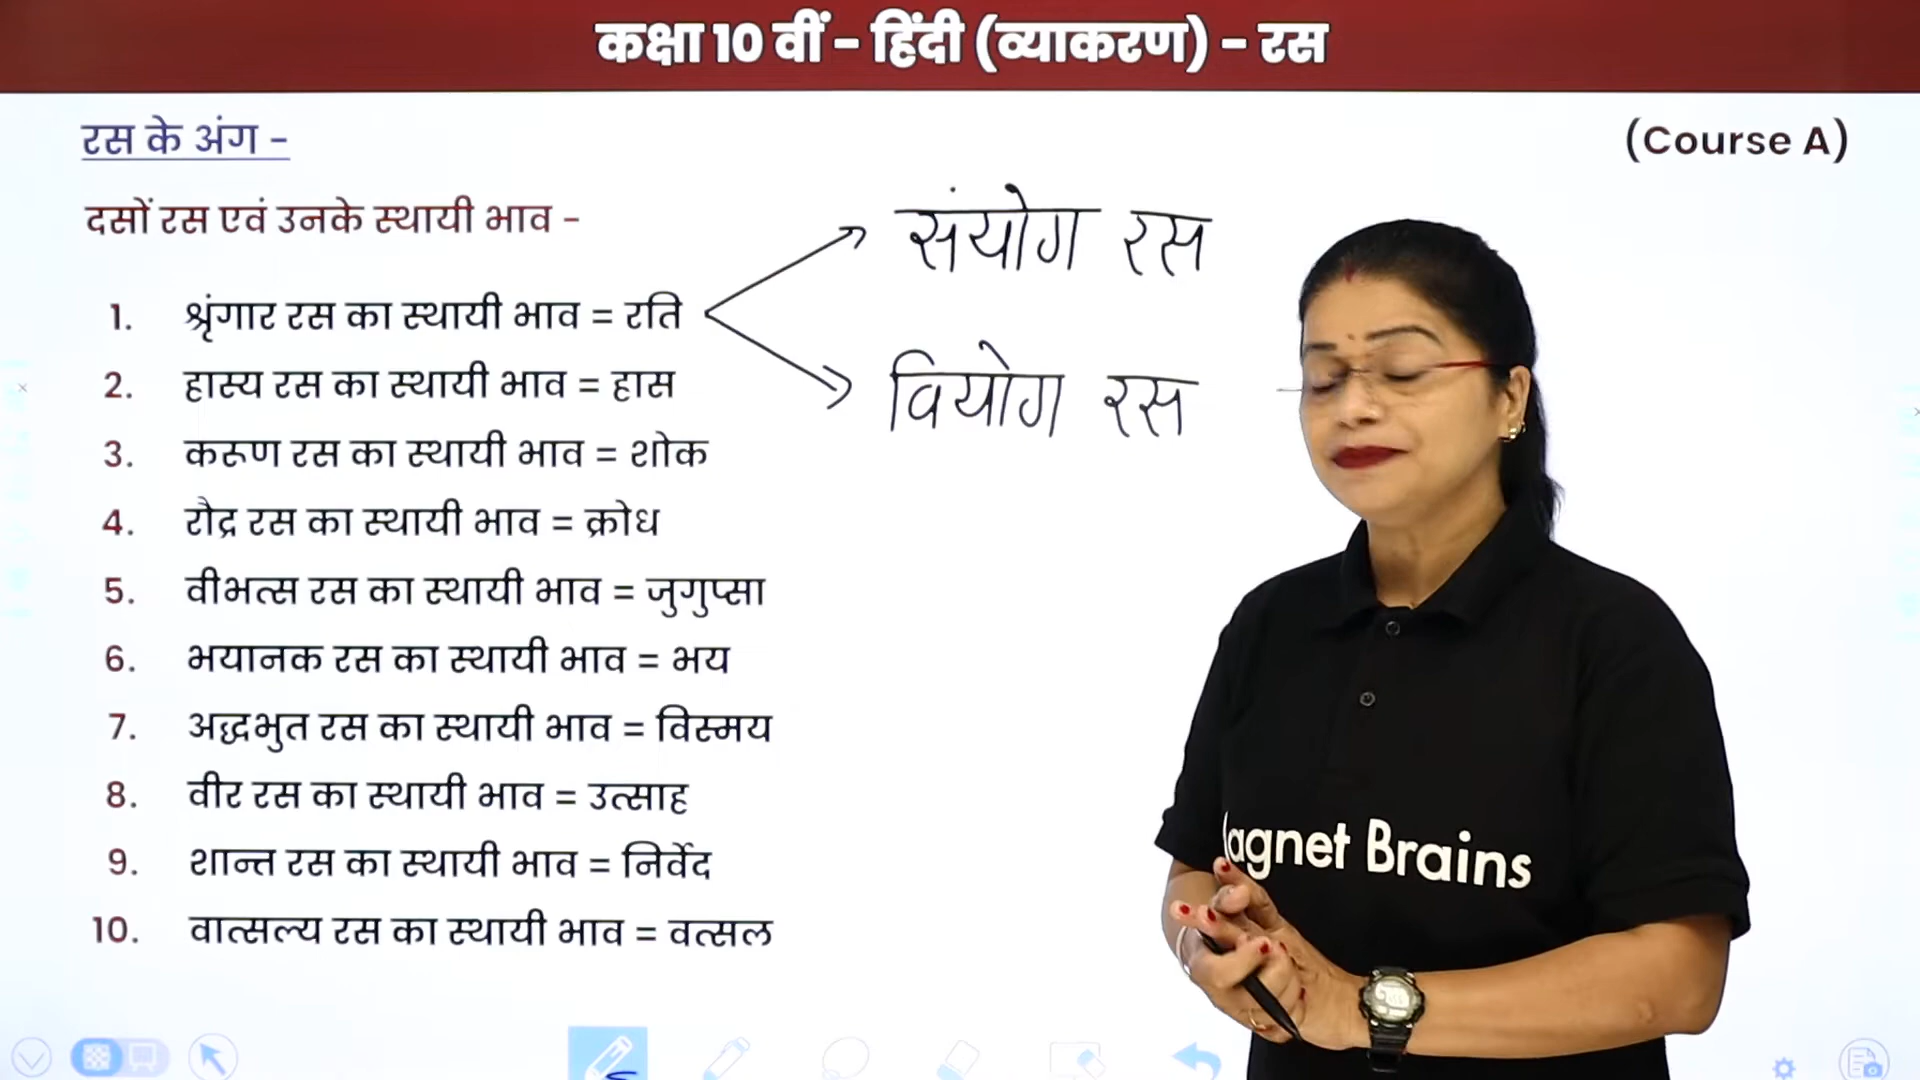 कक्षा 10 वीं – हिंदी (व्याकरण) – रस
रस के अंग –
(Course A)
दसों रस एवं उनके स्थायी भाव –
संयोग रस
1. श्रृंगार रस का स्थायी भाव = रति
वियोग रस
2. हास्य रस का स्थायी भाव = हास
3. करूण रस का स्थायी भाव = शोक
4. रौद्र रस का स्थायी भाव = क्रोध
5. वीभत्स रस का स्थायी भाव = जुगुप्सा
6. भयानक रस का स्थायी भाव = भय
7. अद्धभुत रस का स्थायी भाव = विस्मय
8. वीर रस का स्थायी भाव = उत्साह
9. शान्त रस का स्थायी भाव = निर्वेद
10. वात्सल्य रस का स्थायी भाव = वत्सल
agnet Brains